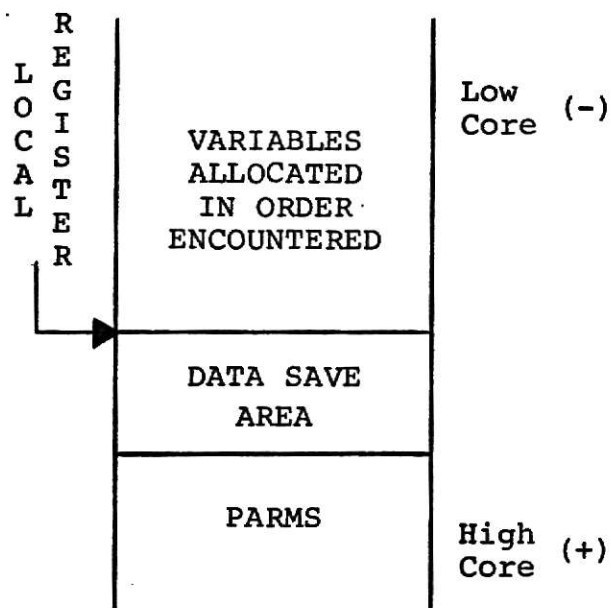 LOCAL
REGISTER
VARIABLES
ALLOCATED
IN ORDER
ENCOUNTERED
Low
Core (-)
DATA SAVE
AREA
PARMS
High
Core (+)